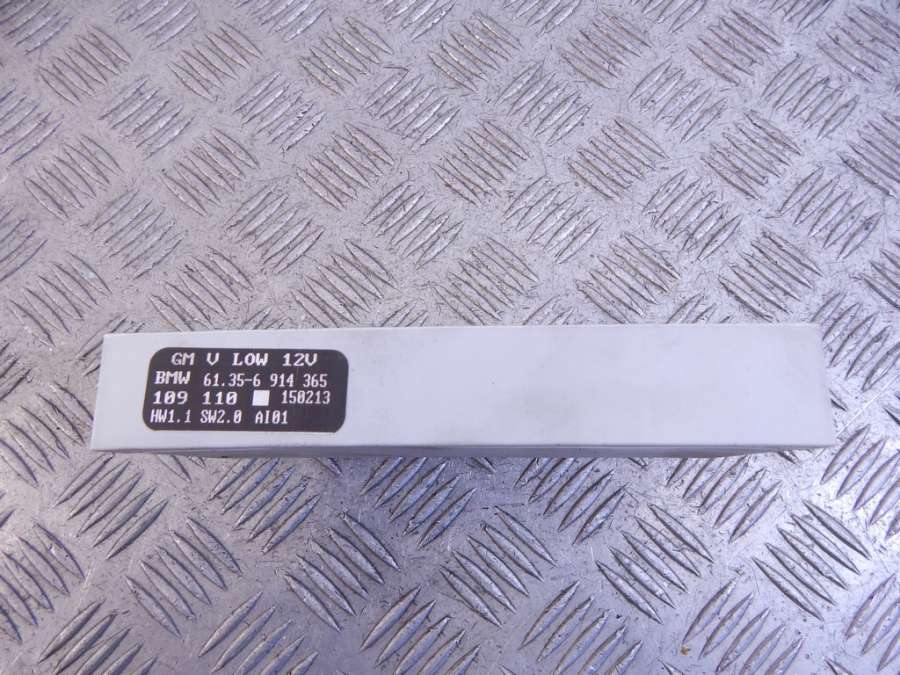 GM V LOW 12V
BMW 61.35-6 914 365
109 110 150213
HW1.1 SW2.0 AI01